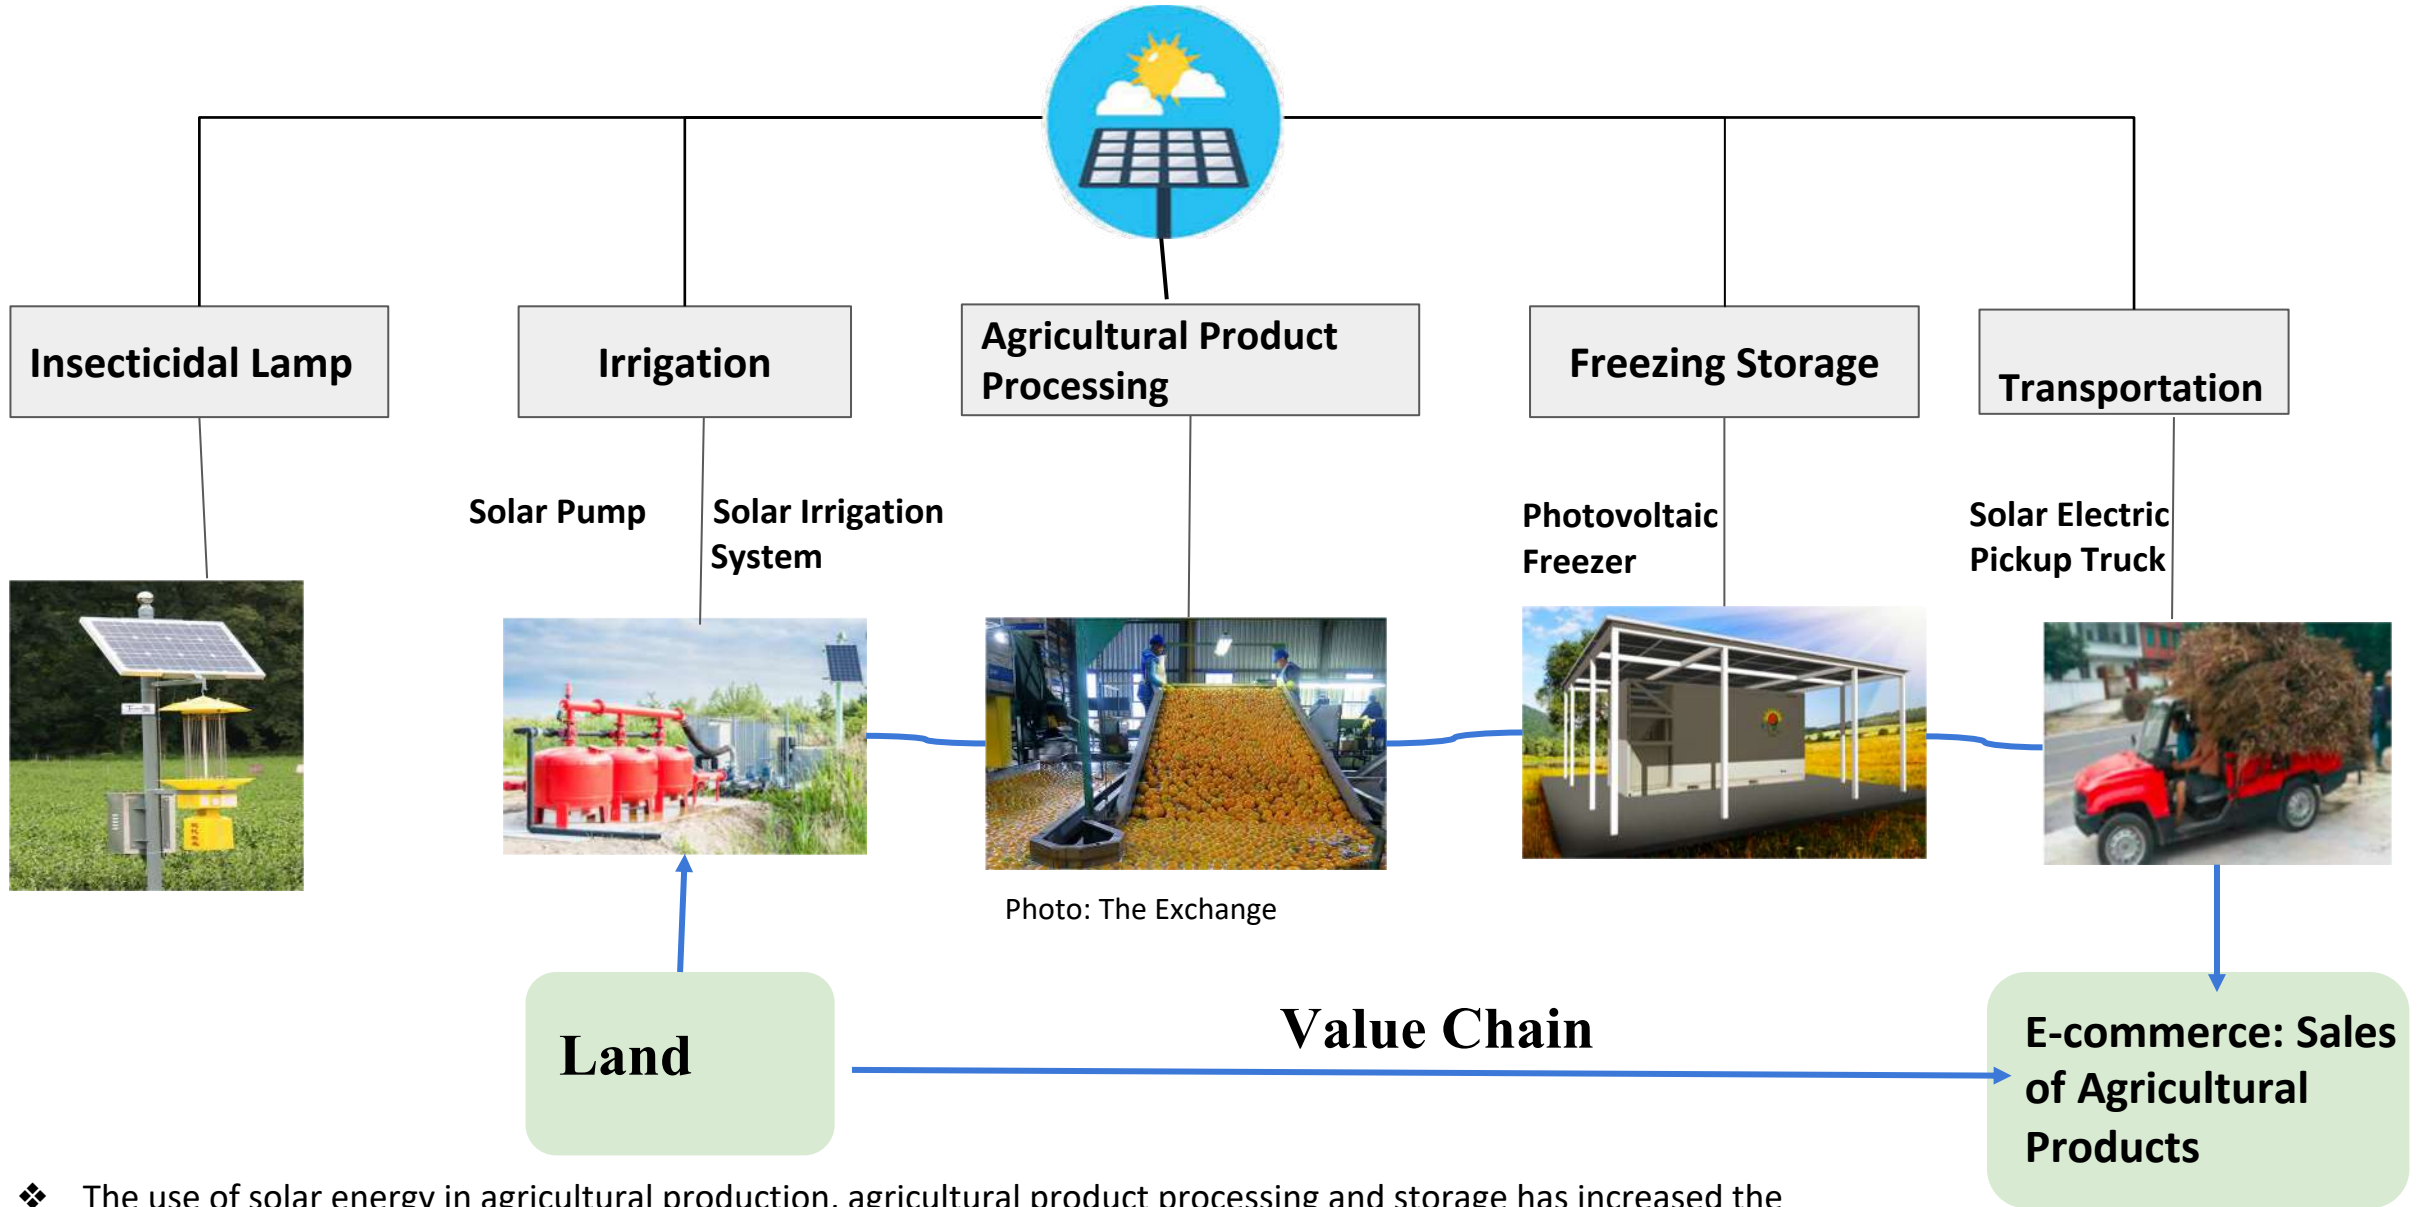 Insecticidal Lamp
Irrigation
Agricultural Product
Processing
Freezing Storage
Transportation
Solar Pump
Solar Irrigation
System
Photovoltaic
Freezer
Solar Electric
Pickup Truck
Photo: The Exchange
Land
Value Chain
E-commerce: Sales
of Agricultural
Products
❖ The use of solar energy in agricultural production, agricultural product processing and storage has increased the